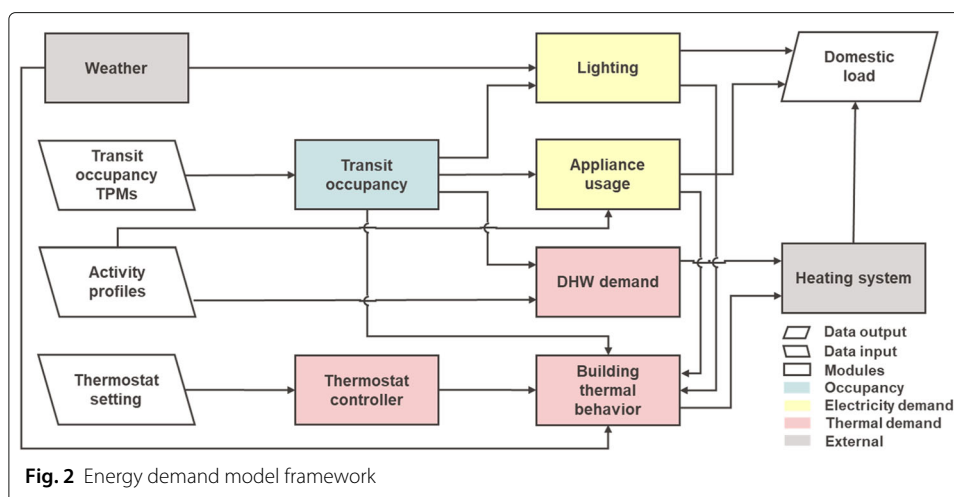 Weather
Lighting
Domestic
load
Transit
occupancy
TPMs
Transit
occupancy
Appliance
usage
Activity
profiles
DHW demand
Heating system
Thermostat
setting
Thermostat
controller
Building
thermal
behavior
Data output
Data input
Modules
Occupancy
Electricity demand
Thermal demand
External
Fig. 2 Energy demand model framework